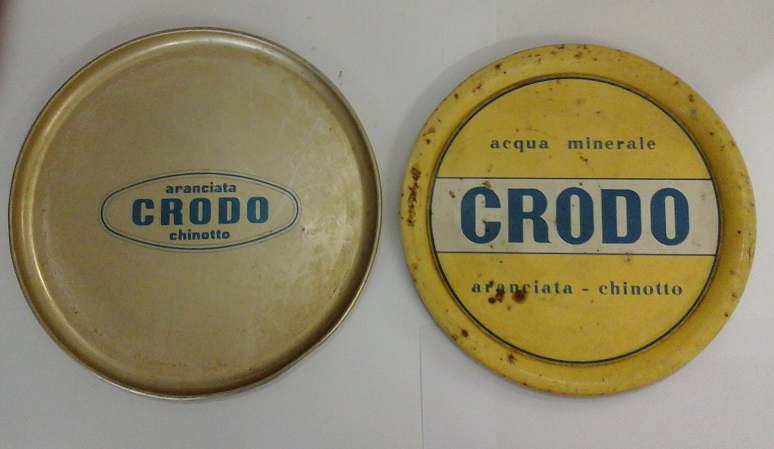 aranciata
CRODO
chinotto
acqua minerale
CRODO
aranciata - chinotto